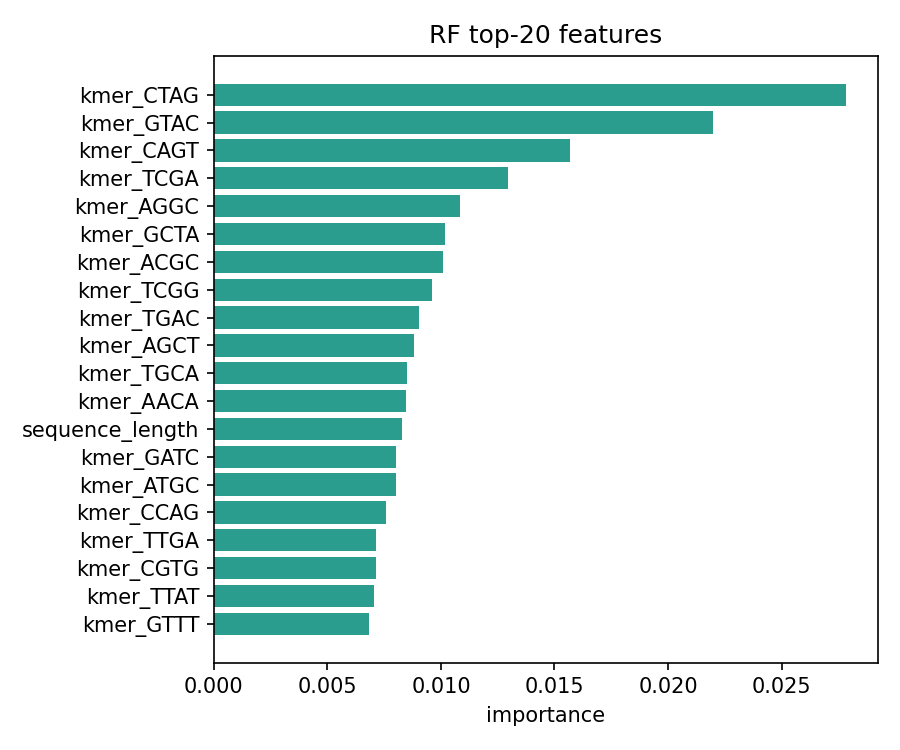 RF top-20 features
kmer_CTAG
kmer_GTAC
kmer_CAGT
kmer_TCGA
kmer_AGGC
kmer_GCTA
kmer_ACGC
kmer_TCGG
kmer_TGAC
kmer_AGCT
kmer_TGCA
kmer_AACA
sequence_length
kmer_GATC
kmer_ATGC
kmer_CCAG
kmer_TTGA
kmer_CGTG
kmer_TTAT
kmer_GTTT
0.000 0.005 0.010 0.015 0.020 0.025
importance